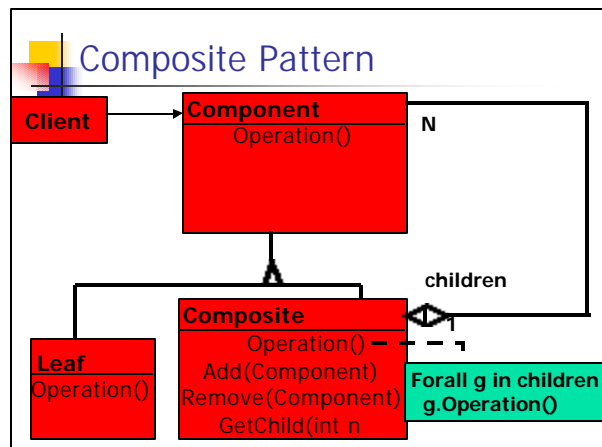 Composite Pattern
Client
Component
Operation()
N
children
1
Composite
Operation()
Add(Component)
Remove(Component)
GetChild(int n
Leaf
Operation()
Forall g in children
g.Operation()